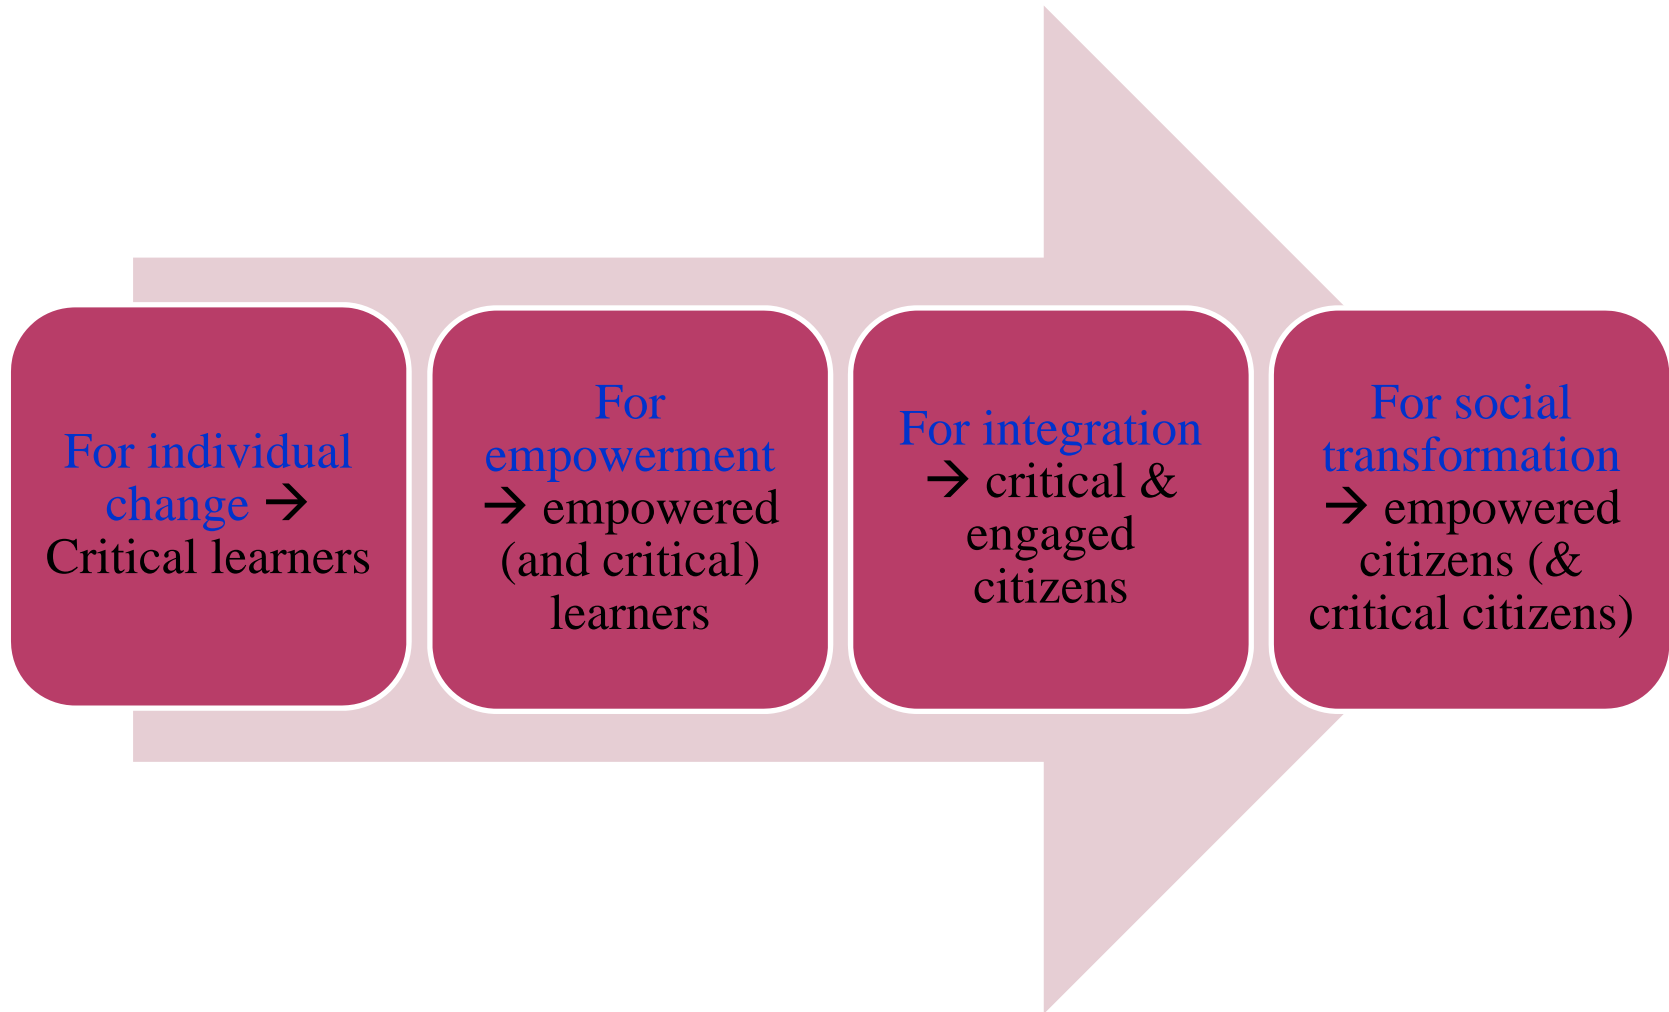 For individual
change →
Critical learners
For
empowerment
→ empowered
(and critical)
learners
For integration
→ critical &
engaged
citizens
For social
transformation
→ empowered
citizens (&
critical citizens)